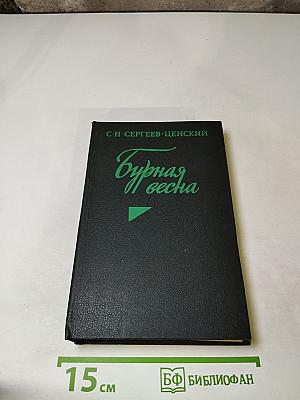 С·Н·СЕРГЕЕВ-ЦЕНСКИЙ
Бурная
весна
15 см
БФ БИБЛИОФАН